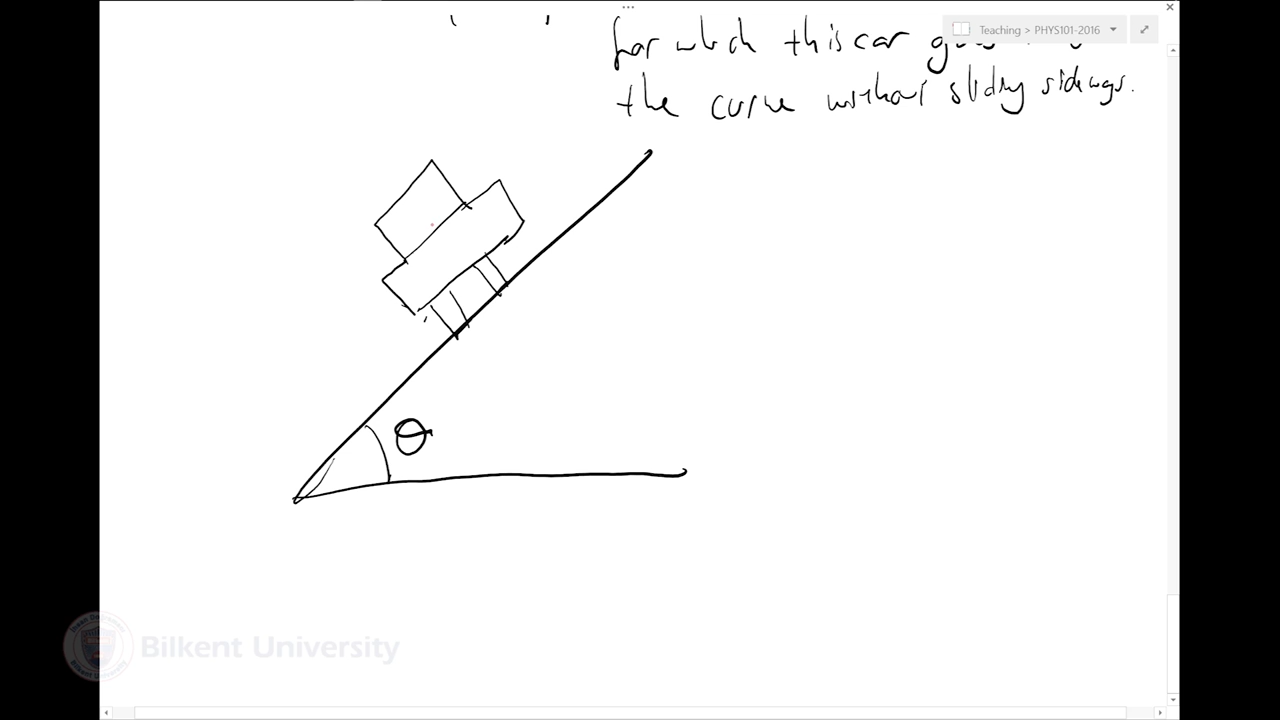 Teaching > PHYS101-2016
for which this car
the curve without sliding sideways.
θ
Bilkent University